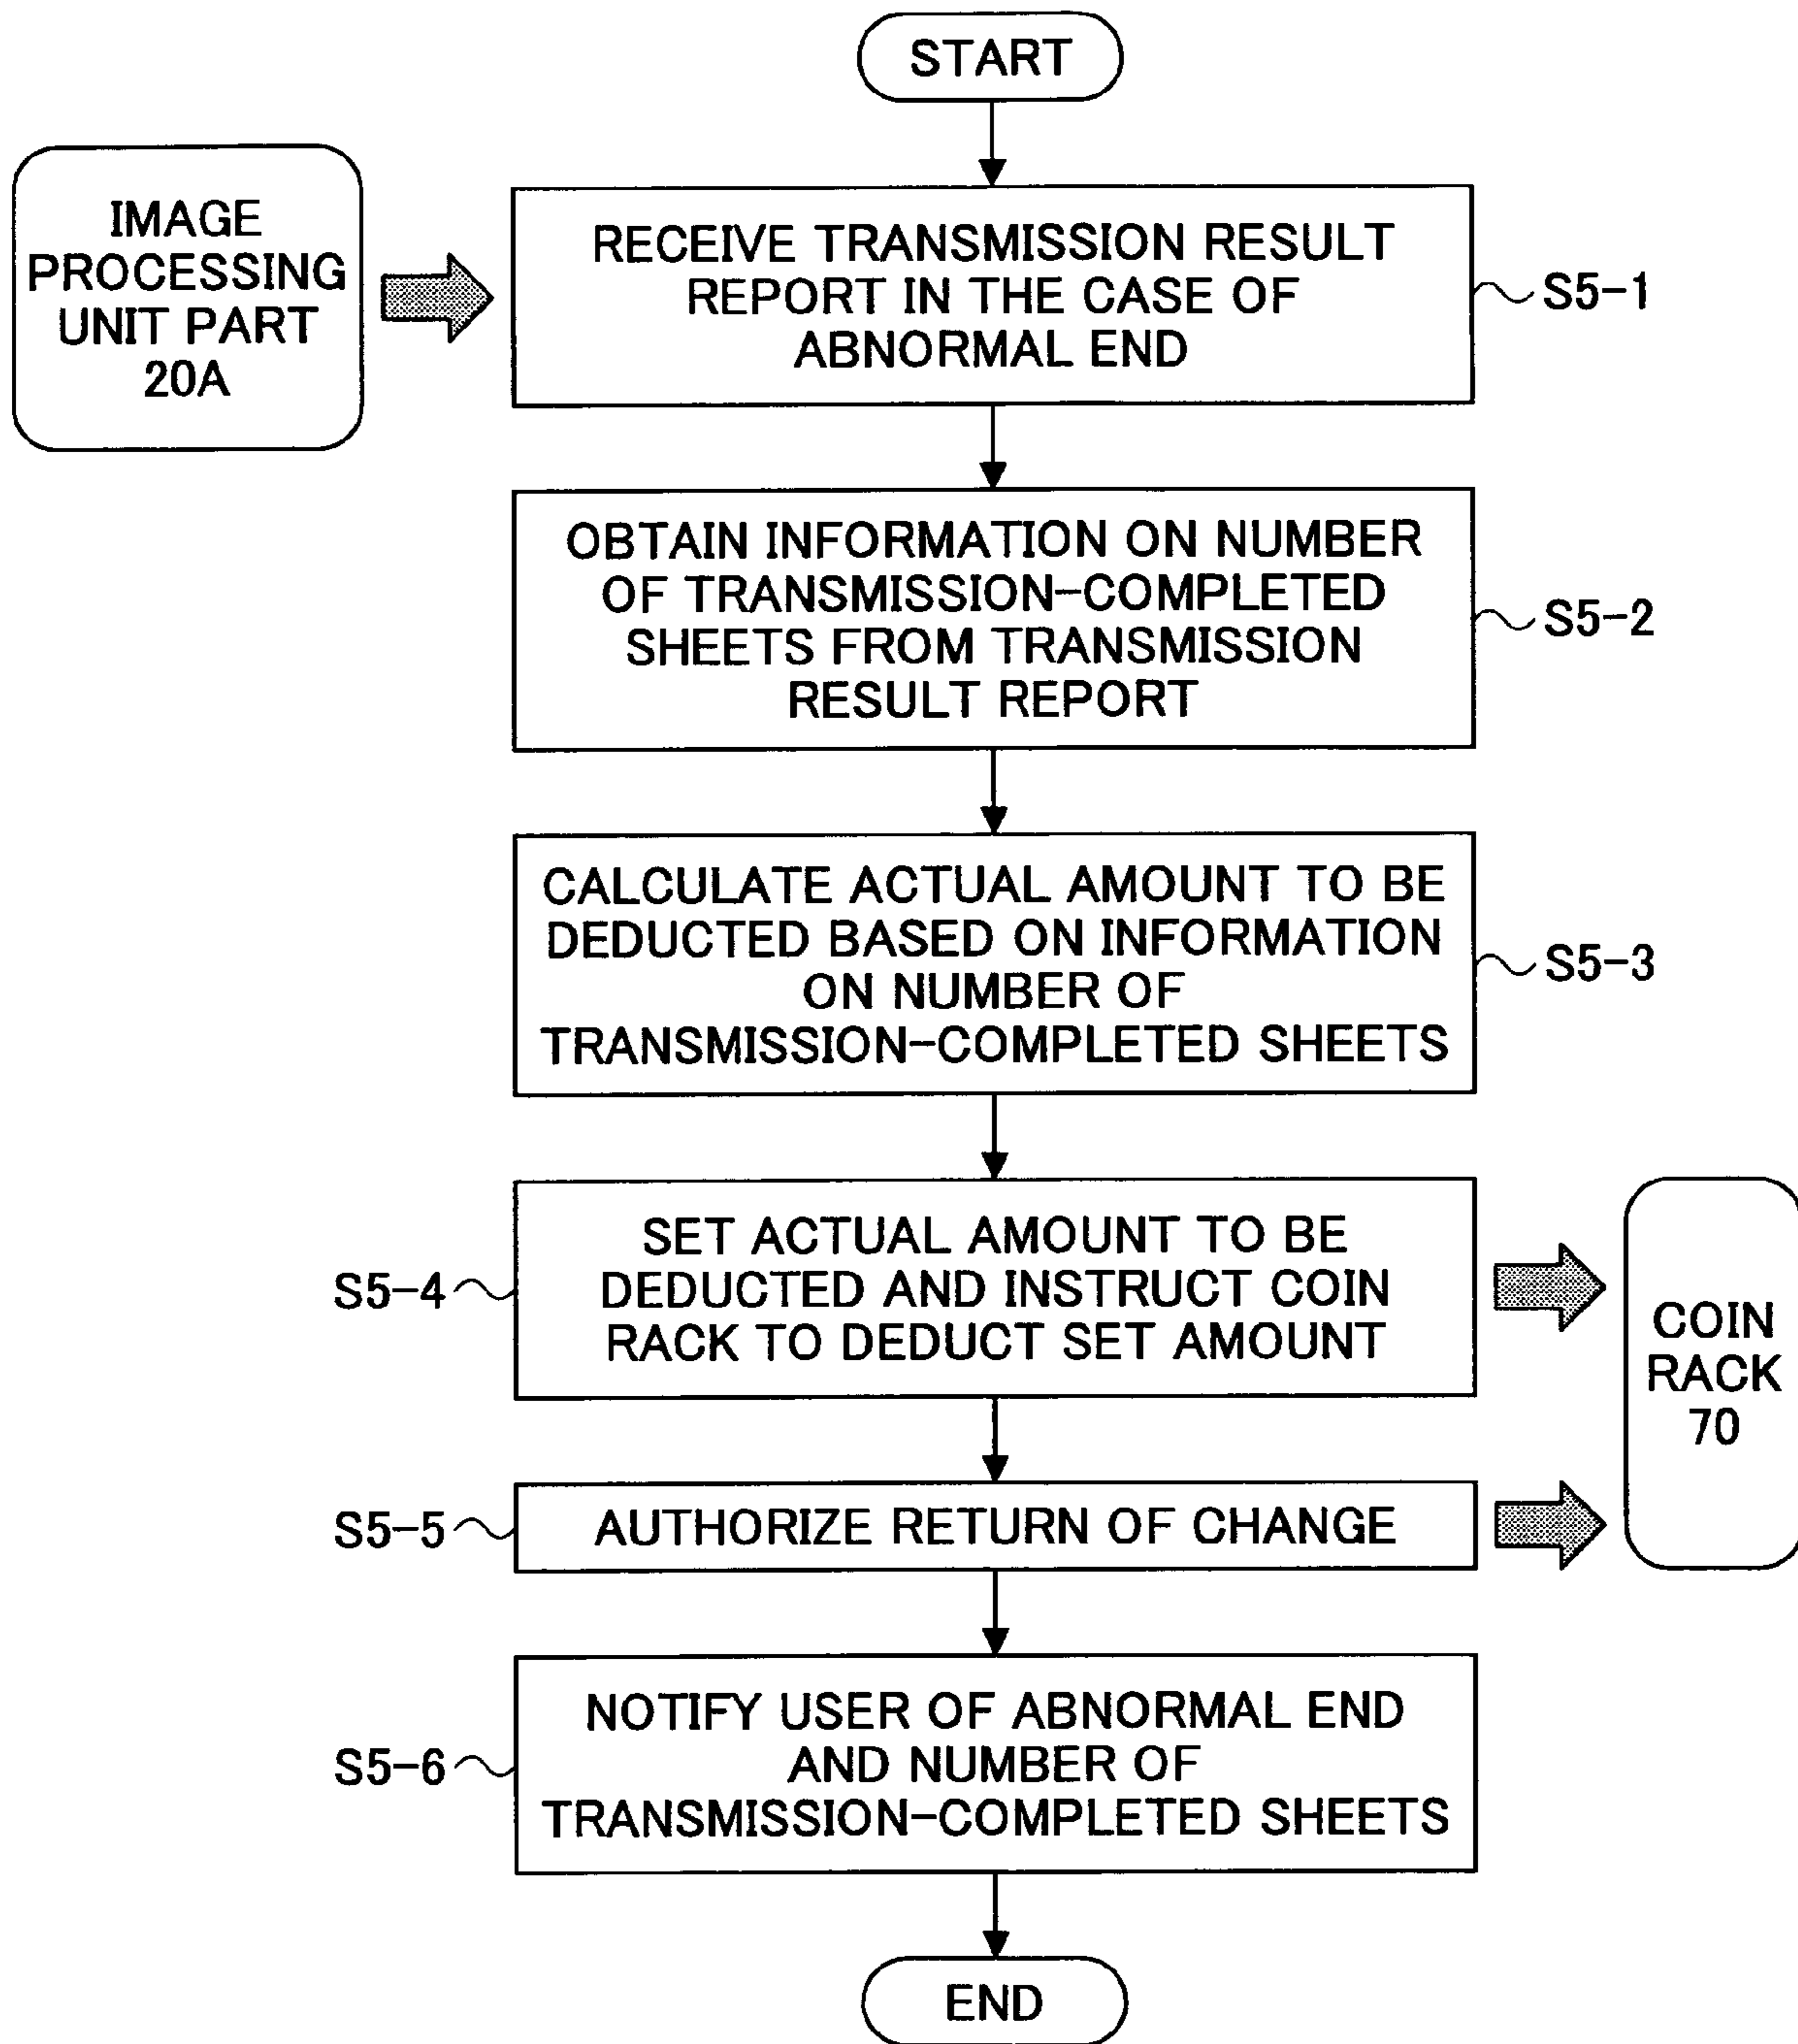 START
IMAGE
PROCESSING
UNIT PART
20A
RECEIVE TRANSMISSION RESULT
REPORT IN THE CASE OF
ABNORMAL END
S5-1
OBTAIN INFORMATION ON NUMBER
OF TRANSMISSION-COMPLETED
SHEETS FROM TRANSMISSION
RESULT REPORT
S5-2
CALCULATE ACTUAL AMOUNT TO BE
DEDUCTED BASED ON INFORMATION
ON NUMBER OF
TRANSMISSION-COMPLETED SHEETS
S5-3
S5-4
SET ACTUAL AMOUNT TO BE
DEDUCTED AND INSTRUCT COIN
RACK TO DEDUCT SET AMOUNT
COIN
RACK
70
S5-5
AUTHORIZE RETURN OF CHANGE
S5-6
NOTIFY USER OF ABNORMAL END
AND NUMBER OF
TRANSMISSION-COMPLETED SHEETS
END